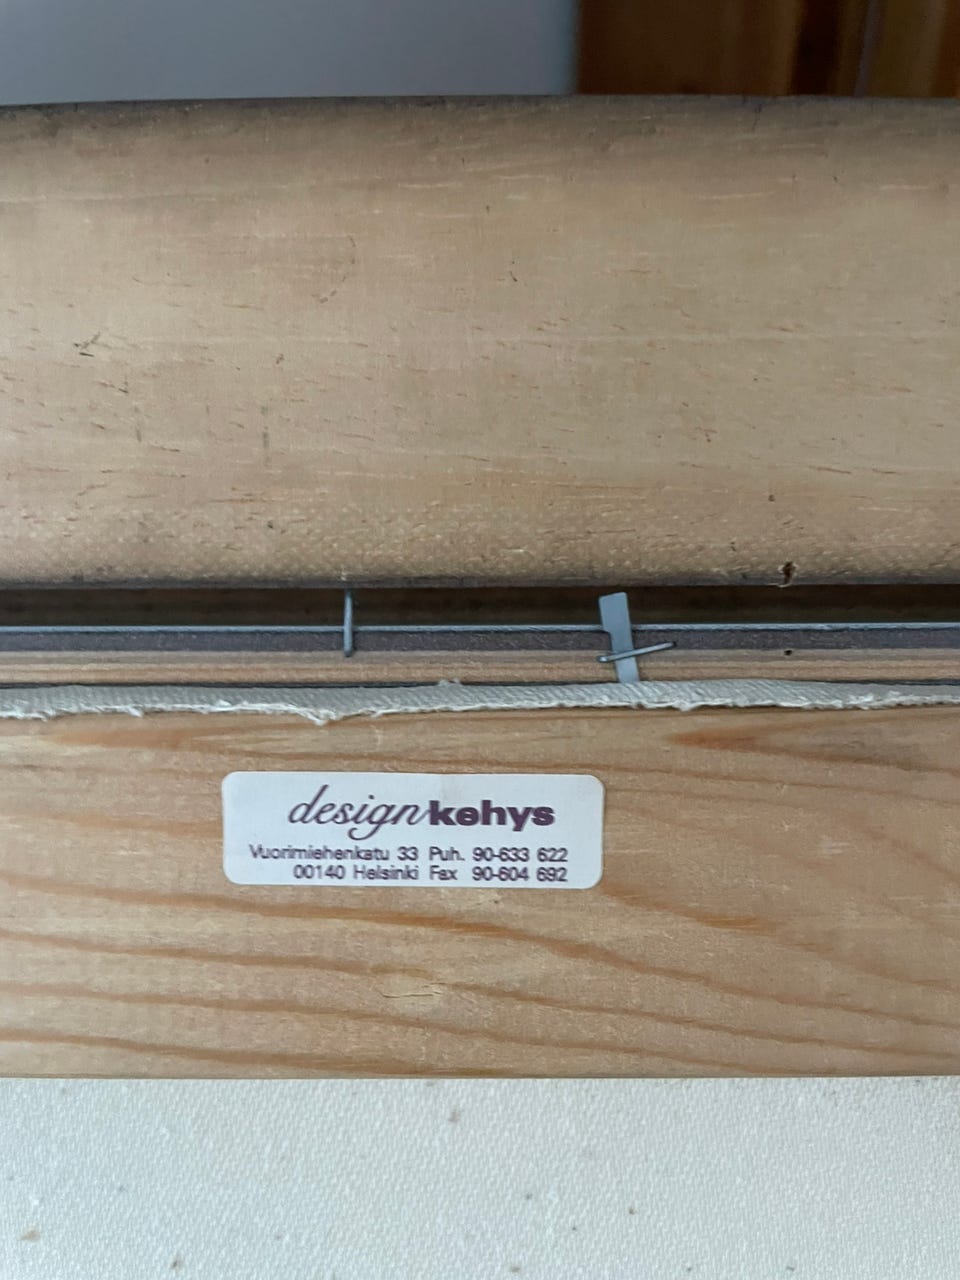 designkehys
Vuorimiehenkatu 33 Puh. 90-633 622
00140 Helsinki Fax 90-604 692